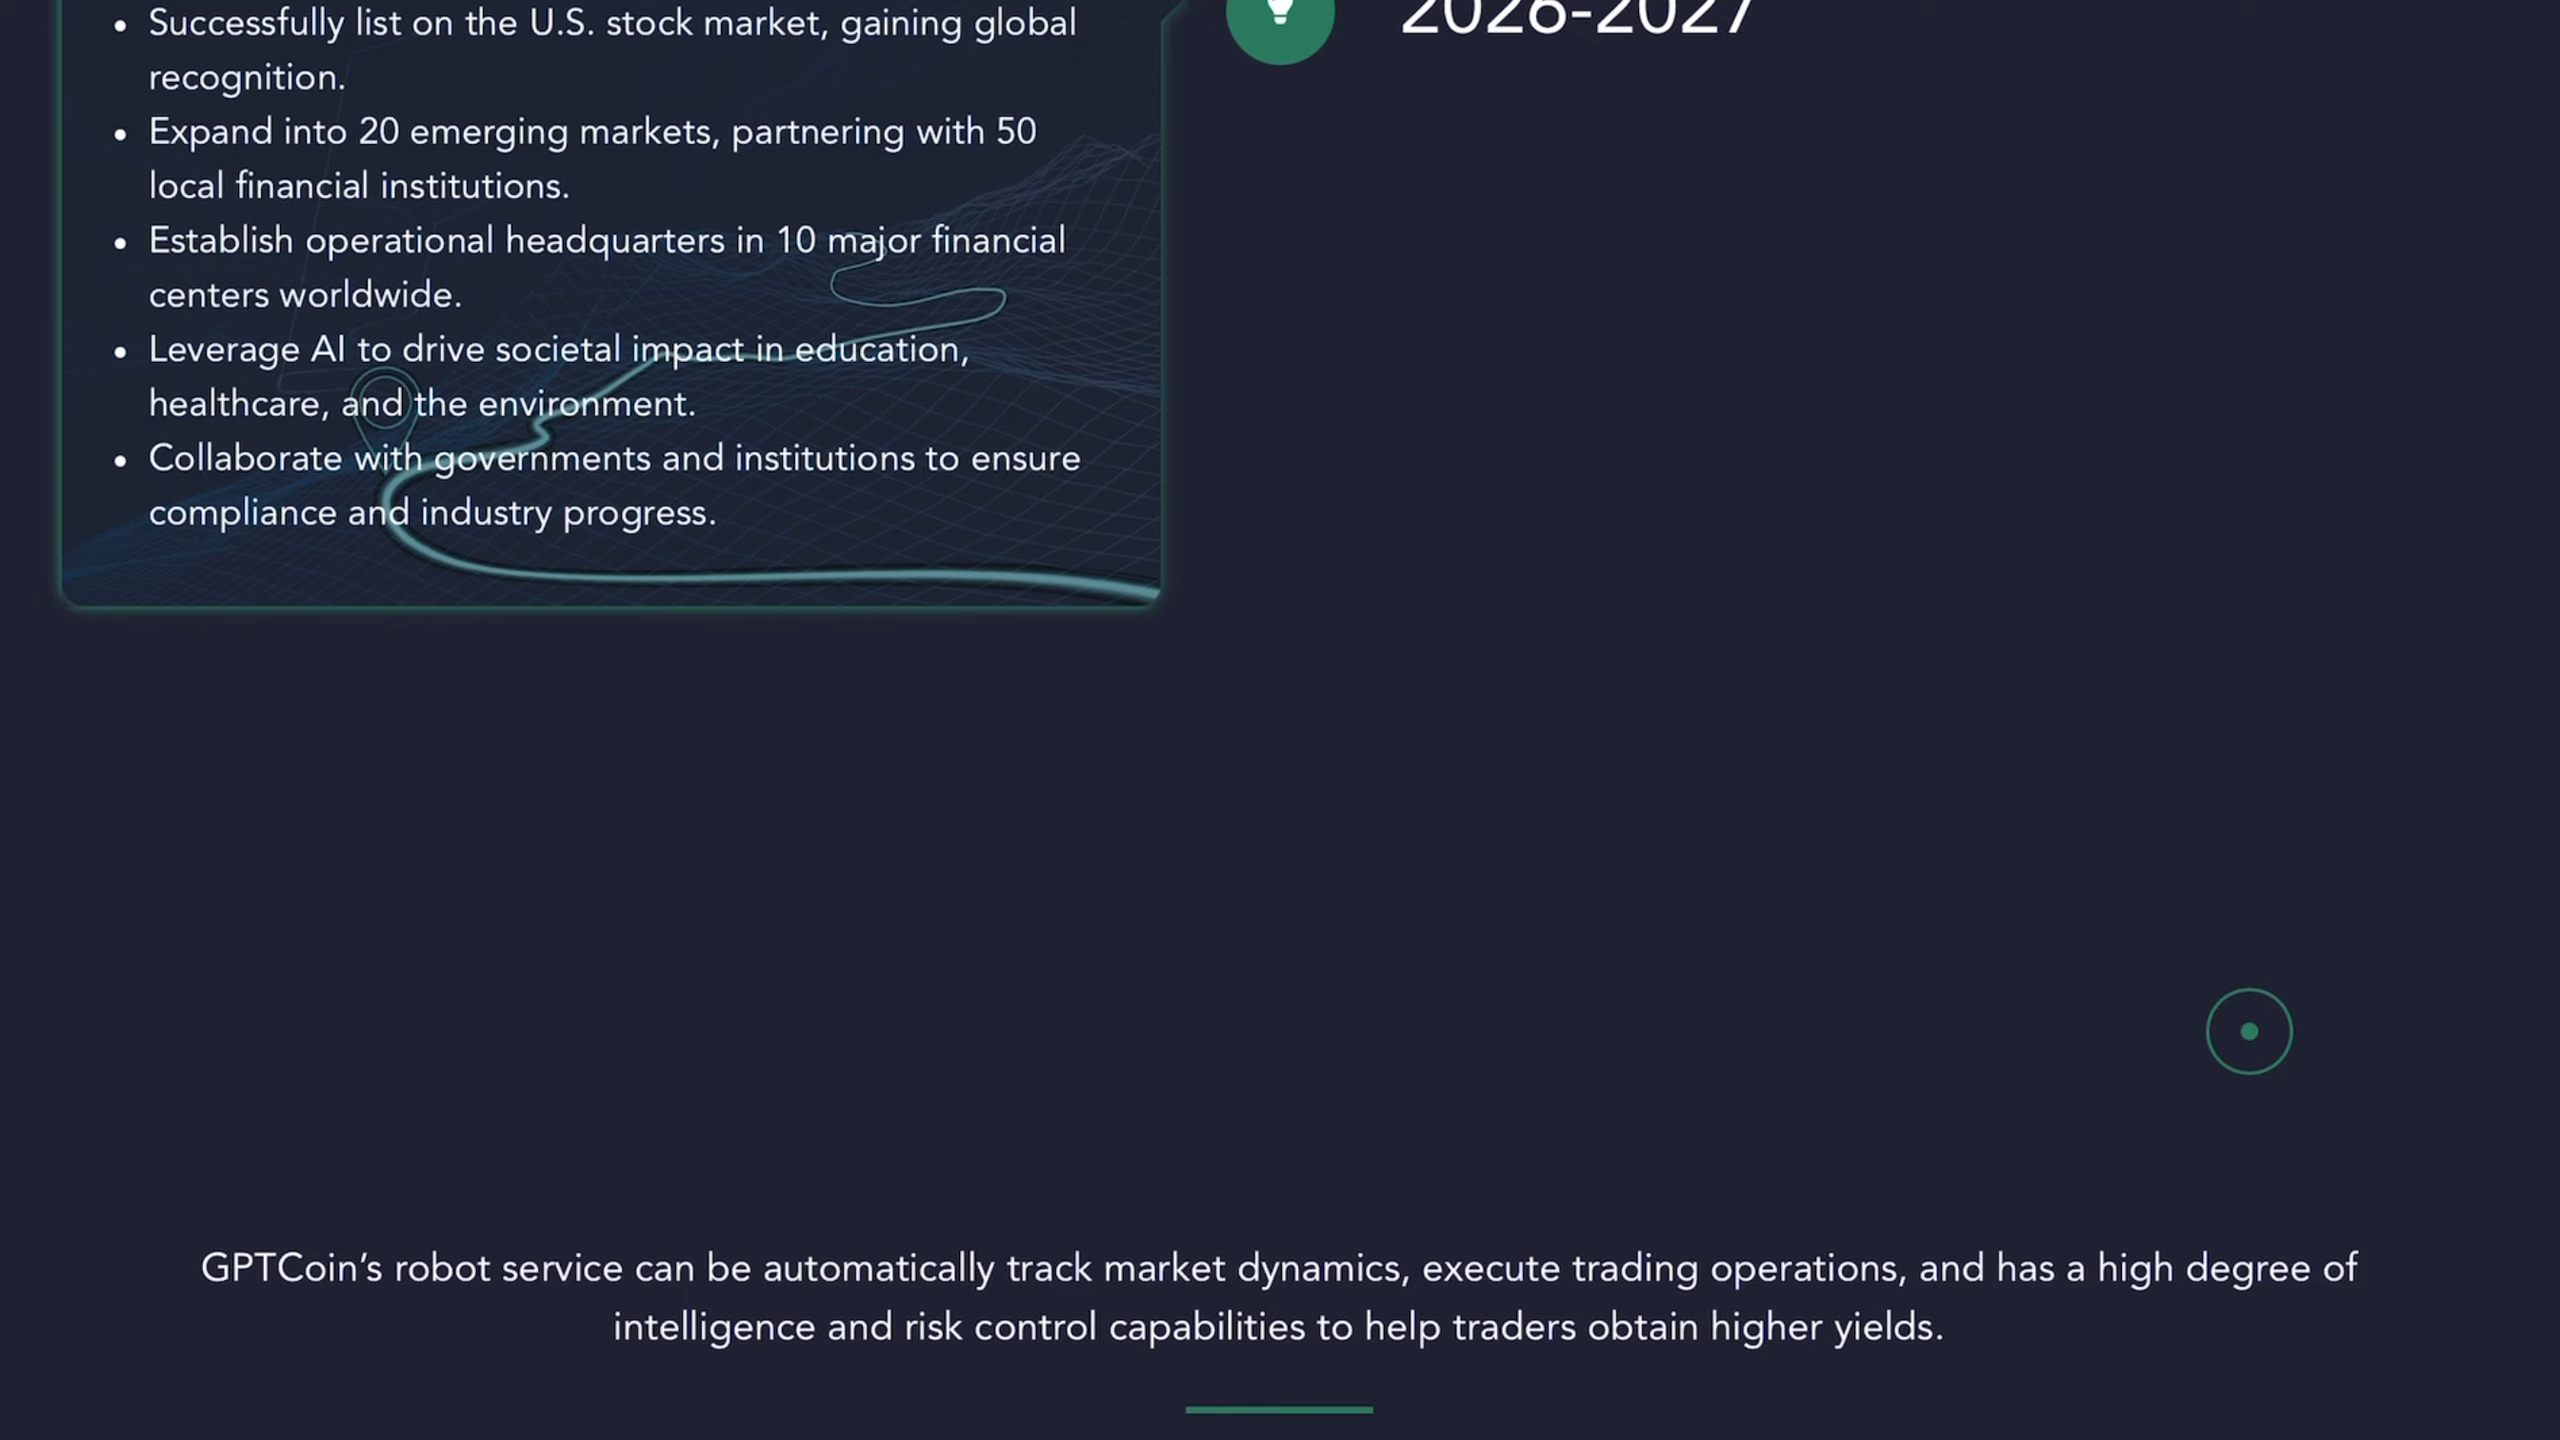 • Successfully list on the U.S. stock market, gaining global
recognition.
• Expand into 20 emerging markets, partnering with 50
local financial institutions.
• Establish operational headquarters in 10 major financial
centers worldwide.
• Leverage AI to drive societal impact in education,
healthcare, and the environment.
• Collaborate with governments and institutions to ensure
compliance and industry progress.
2026-2027
GPTCoin’s robot service can be automatically track market dynamics, execute trading operations, and has a high degree of
intelligence and risk control capabilities to help traders obtain higher yields.